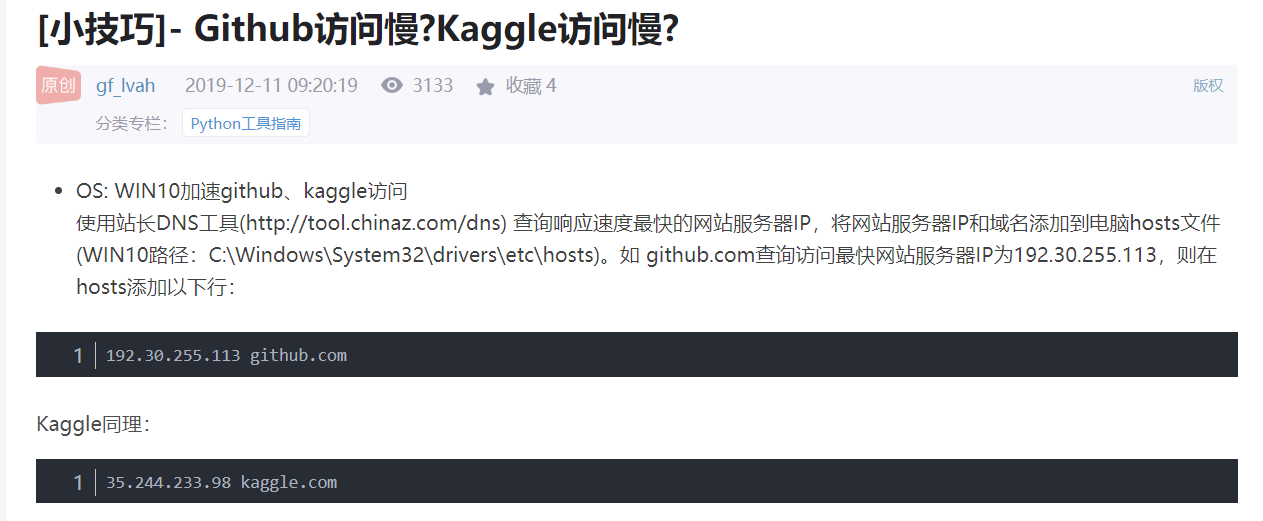 [小技巧]- Github访问慢?Kaggle访问慢?
原创 gf_lvah 2019-12-11 09:20:19 3133 收藏 4 版权
分类专栏： Python工具指南
OS: WIN10加速github、kaggle访问
使用站长DNS工具(http://tool.chinaz.com/dns) 查询响应速度最快的网站服务器IP，将网站服务器IP和域名添加到电脑hosts文件
(WIN10路径：C:\Windows\System32\drivers\etc\hosts)。如 github.com查询访问最快网站服务器IP为192.30.255.113，则在
hosts添加以下行：
1 192.30.255.113 github.com
Kaggle同理：
1 35.244.233.98 kaggle.com